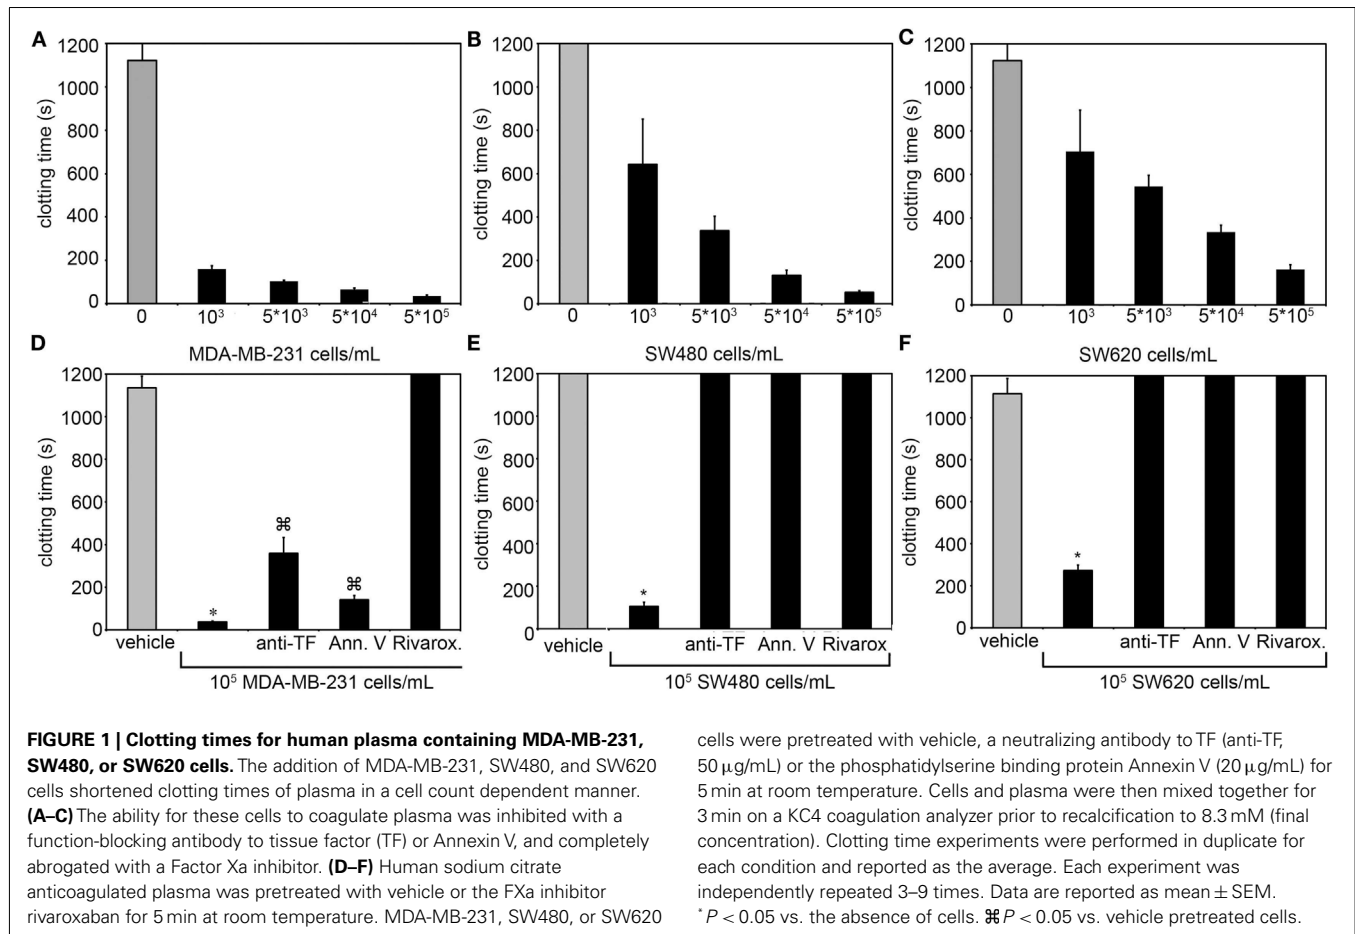 A
1200
1000
800
600
400
200
0
clotting time (s)
0 10³ 5*10³ 5*10⁴ 5*10⁵
MDA-MB-231 cells/mL
B
1200
1000
800
600
400
200
0
clotting time (s)
0 10³ 5*10³ 5*10⁴ 5*10⁵
SW480 cells/mL
C
1200
1000
800
600
400
200
0
clotting time (s)
0 10³ 5*10³ 5*10⁴ 5*10⁵
SW620 cells/mL
D
1200
1000
800
600
400
200
0
clotting time (s)
*
⌘
⌘
vehicle anti-TF Ann. V Rivarox.
10⁵ MDA-MB-231 cells/mL
E
1200
1000
800
600
400
200
0
clotting time (s)
*
vehicle anti-TF Ann. V Rivarox.
10⁵ SW480 cells/mL
F
1200
1000
800
600
400
200
0
clotting time (s)
*
vehicle anti-TF Ann. V Rivarox.
10⁵ SW620 cells/mL
FIGURE 1 | Clotting times for human plasma containing MDA-MB-231,
SW480, or SW620 cells. The addition of MDA-MB-231, SW480, and SW620
cells shortened clotting times of plasma in a cell count dependent manner.
(A–C) The ability for these cells to coagulate plasma was inhibited with a
function-blocking antibody to tissue factor (TF) or Annexin V, and completely
abrogated with a Factor Xa inhibitor. (D–F) Human sodium citrate
anticoagulated plasma was pretreated with vehicle or the FXa inhibitor
rivaroxaban for 5 min at room temperature. MDA-MB-231, SW480, or SW620
cells were pretreated with vehicle, a neutralizing antibody to TF (anti-TF,
50 μg/mL) or the phosphatidylserine binding protein Annexin V (20 μg/mL) for
5 min at room temperature. Cells and plasma were then mixed together for
3 min on a KC4 coagulation analyzer prior to recalcification to 8.3 mM (final
concentration). Clotting time experiments were performed in duplicate for
each condition and reported as the average. Each experiment was
independently repeated 3–9 times. Data are reported as mean ± SEM.
*P < 0.05 vs. the absence of cells. ⌘P < 0.05 vs. vehicle pretreated cells.